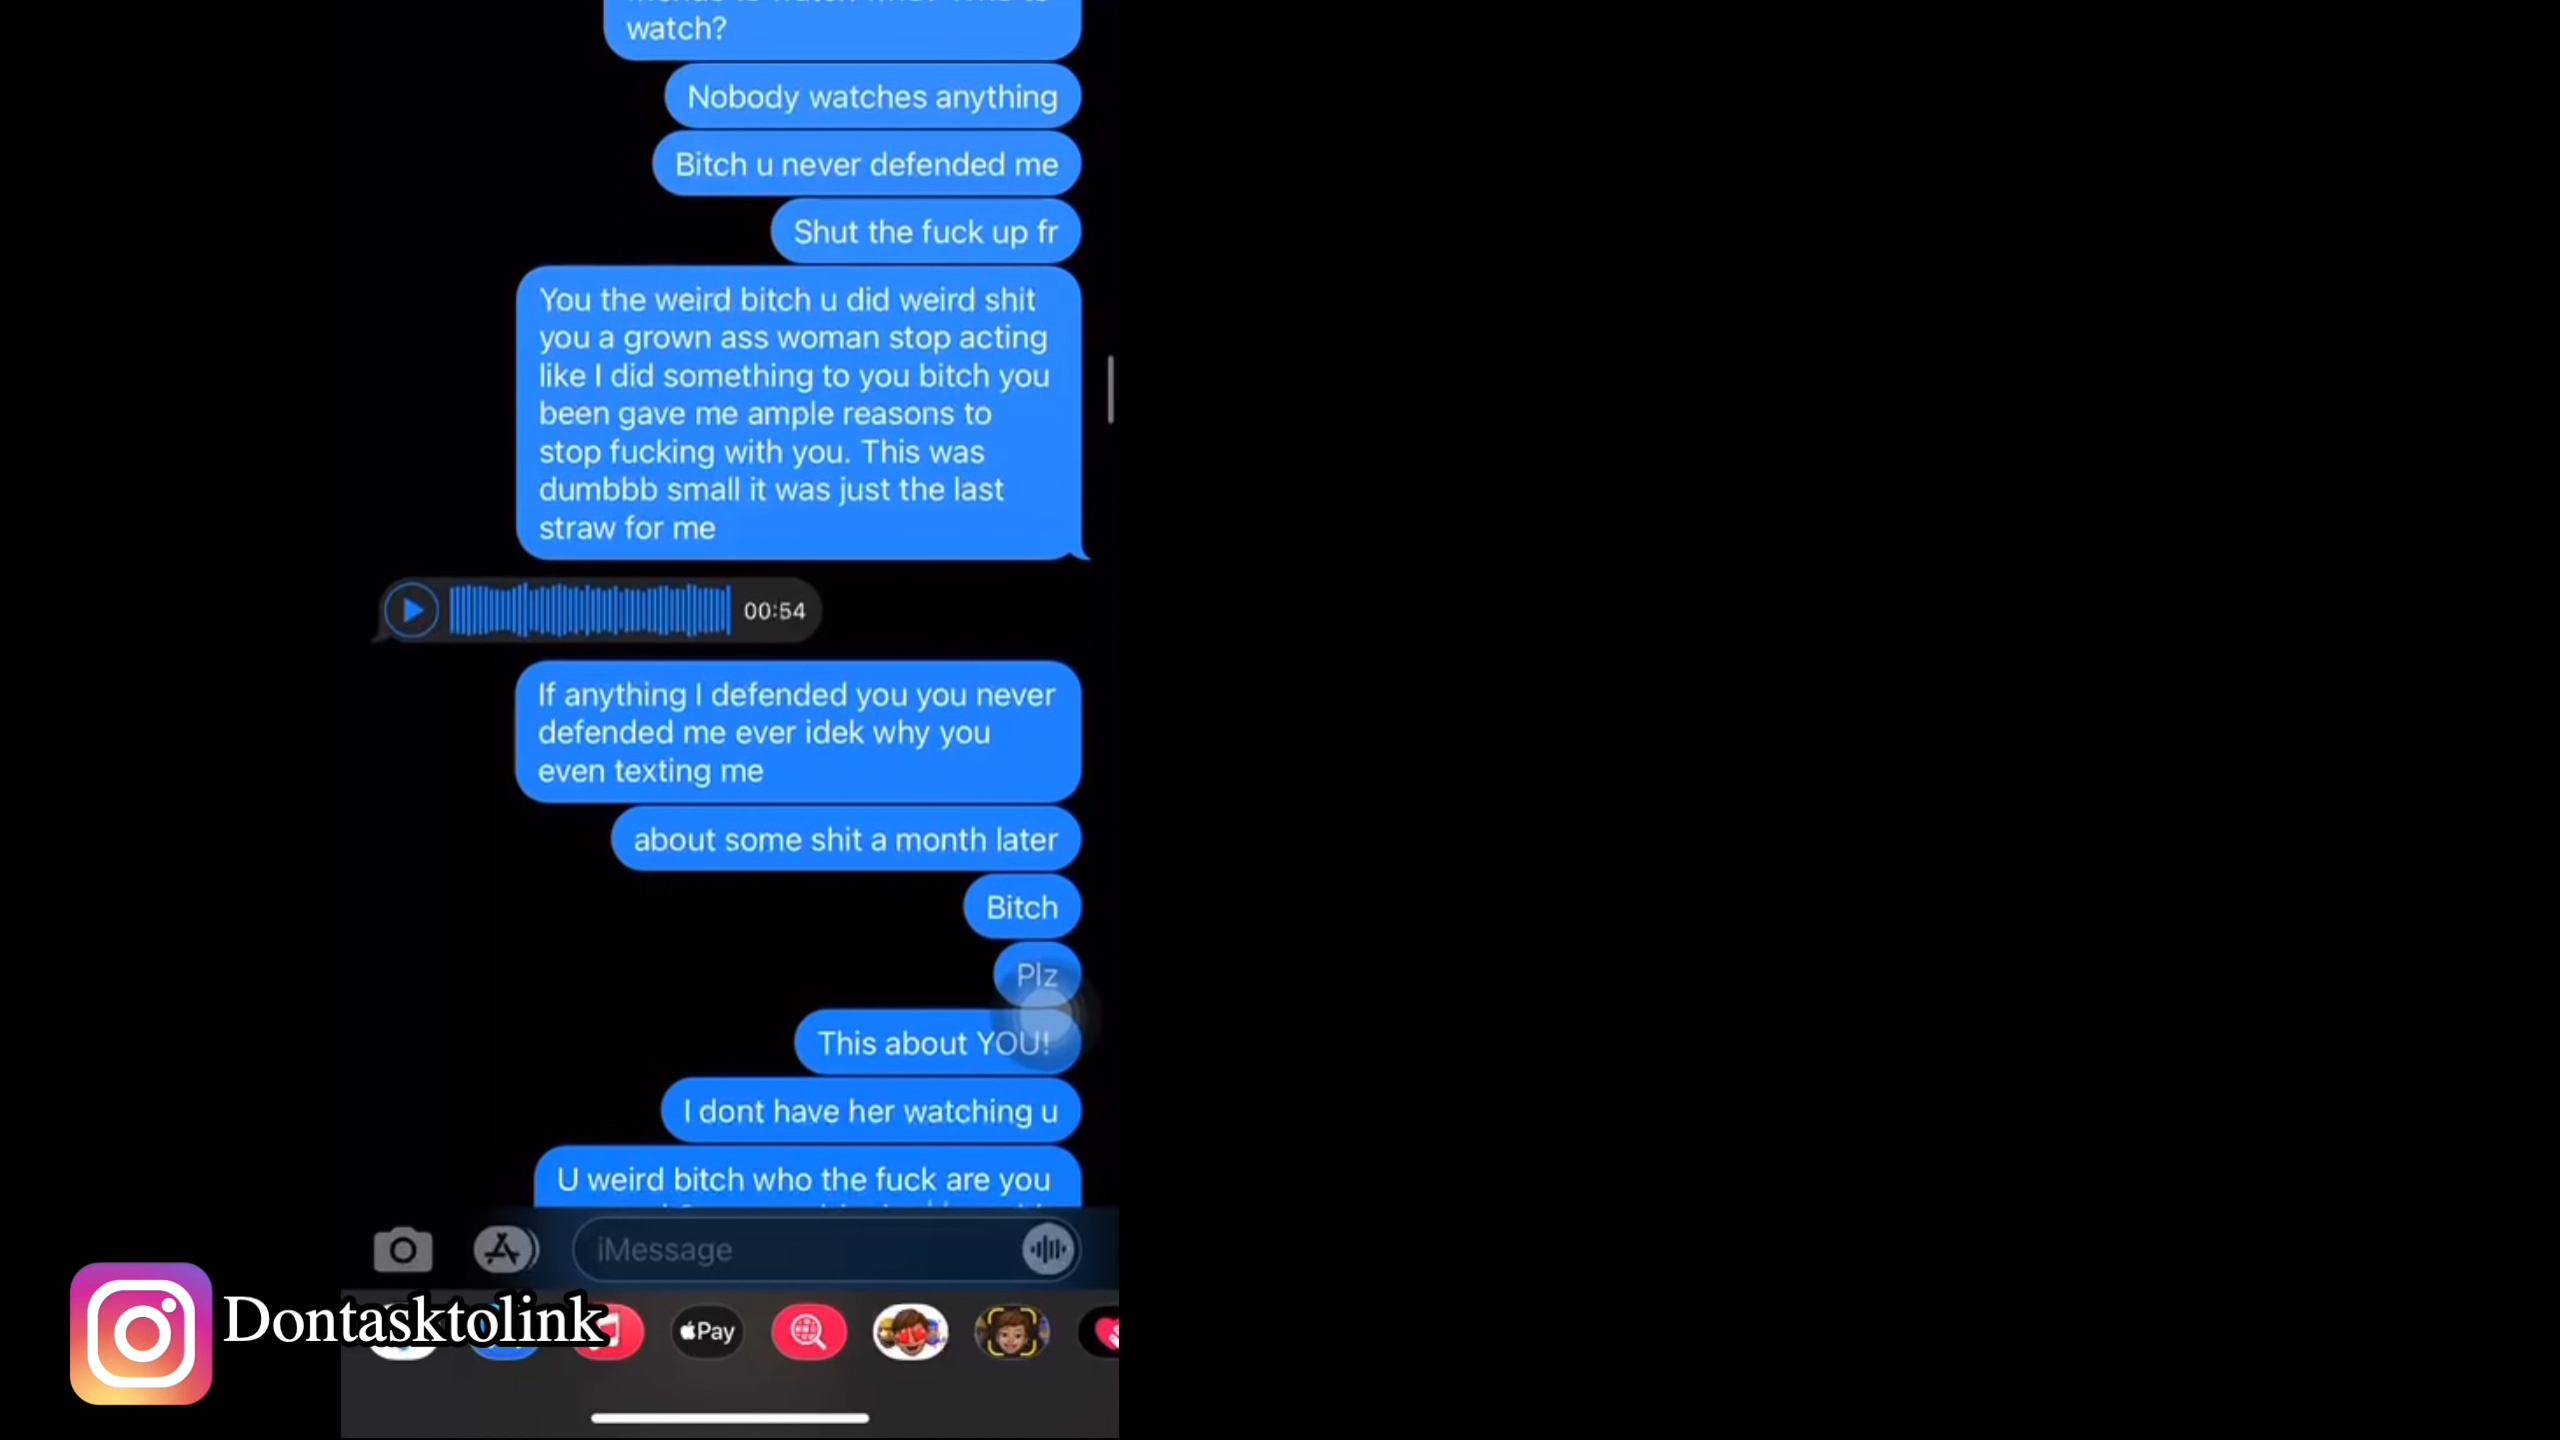 watch?
Nobody watches anything
Bitch u never defended me
Shut the fuck up fr
You the weird bitch u did weird shit
you a grown ass woman stop acting
like I did something to you bitch you
been gave me ample reasons to
stop fucking with you. This was
dumbbb small it was just the last
straw for me
00:54
If anything I defended you you never
defended me ever idek why you
even texting me
about some shit a month later
Bitch
Plz
This about YOU!
I dont have her watching u
U weird bitch who the fuck are you
iMessage
Dontasktolink
Pay